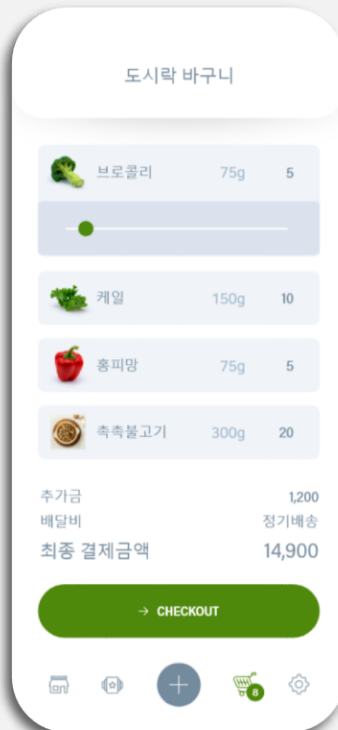 도시락 바구니
브로콜리 75g 5
케일 150g 10
홍피망 75g 5
촉촉불고기 300g 20
추가금 1,200
배달비 정기배송
최종 결제금액 14,900
→ CHECKOUT
8